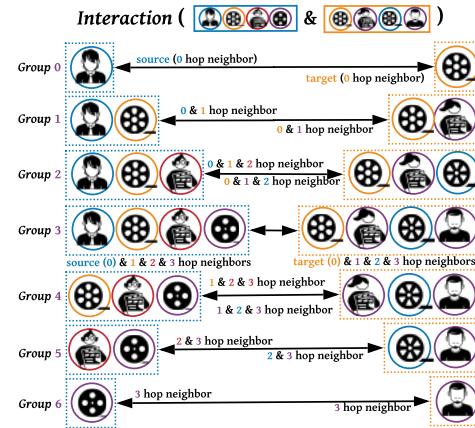 Interaction ( & )
Group 0
source (0 hop neighbor)
target (0 hop neighbor)
Group 1
0 & 1 hop neighbor
0 & 1 hop neighbor
Group 2
0 & 1 & 2 hop neighbor
0 & 1 & 2 hop neighbor
Group 3
source (0) & 1 & 2 & 3 hop neighbors
target (0) & 1 & 2 & 3 hop neighbors
Group 4
1 & 2 & 3 hop neighbor
1 & 2 & 3 hop neighbor
Group 5
2 & 3 hop neighbor
2 & 3 hop neighbor
Group 6
3 hop neighbor
3 hop neighbor